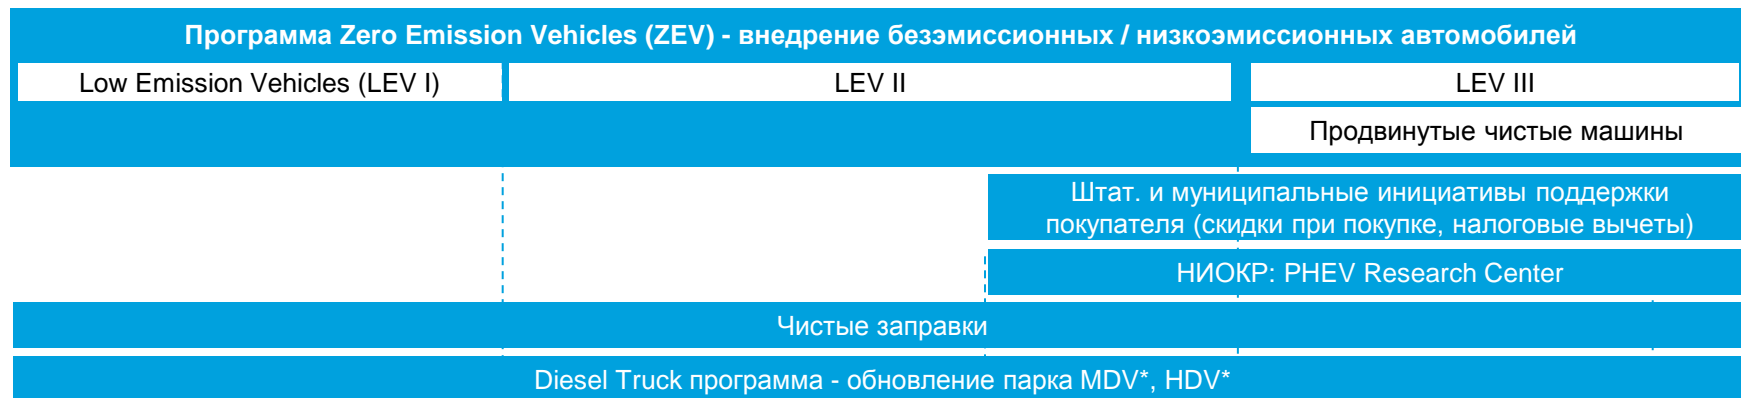 Программа Zero Emission Vehicles (ZEV) - внедрение безэмиссионных / низкоэмиссионных автомобилей
Low Emission Vehicles (LEV I)
LEV II
LEV III
Продвинутые чистые машины
Штат. и муниципальные инициативы поддержки
покупателя (скидки при покупке, налоговые вычеты)
НИОКР: PHEV Research Center
Чистые заправки
Diesel Truck программа - обновление парка MDV*, HDV*